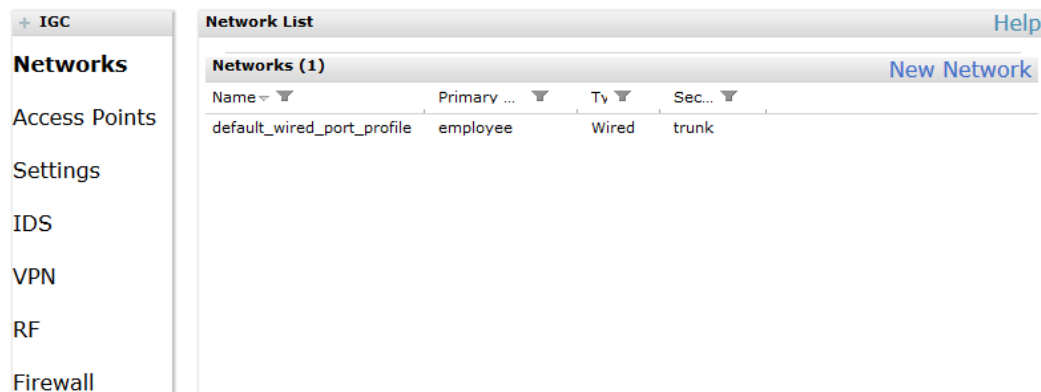 + IGC
Networks
Access Points
Settings
IDS
VPN
RF
Firewall
Network List
Help
Networks (1)
New Network
Name Primary ... Ty Sec...
default_wired_port_profile employee Wired trunk